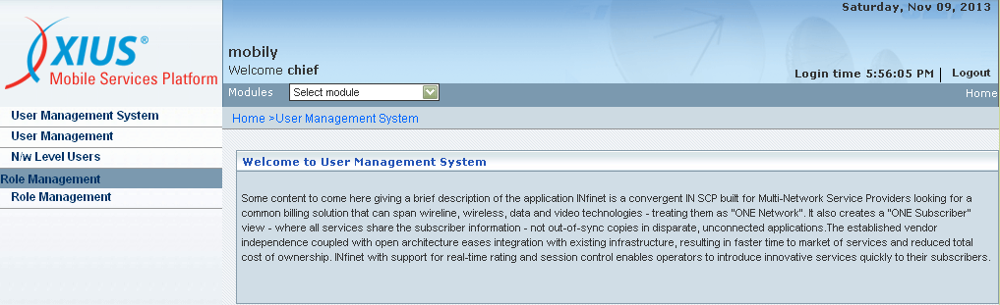 Saturday, Nov 09, 2013
XIUS®
Mobile Services Platform
mobily
Welcome chief
Login time 5:56:05 PM | Logout
Modules Select module Home
Home >User Management System
User Management System
User Management
N/w Level Users
Role Management
Role Management
Welcome to User Management System
Some content to come here giving a brief description of the application INfinet is a convergent IN SCP built for Multi-Network Service Providers looking for a
common billing solution that can span wireline, wireless, data and video technologies - treating them as "ONE Network". It also creates a "ONE Subscriber"
view - where all services share the subscriber information - not out-of-sync copies in disparate, unconnected applications.The established vendor
independence coupled with open architecture eases integration with existing infrastructure, resulting in faster time to market of services and reduced total
cost of ownership. INfinet with support for real-time rating and session control enables operators to introduce innovative services quickly to their subscribers.